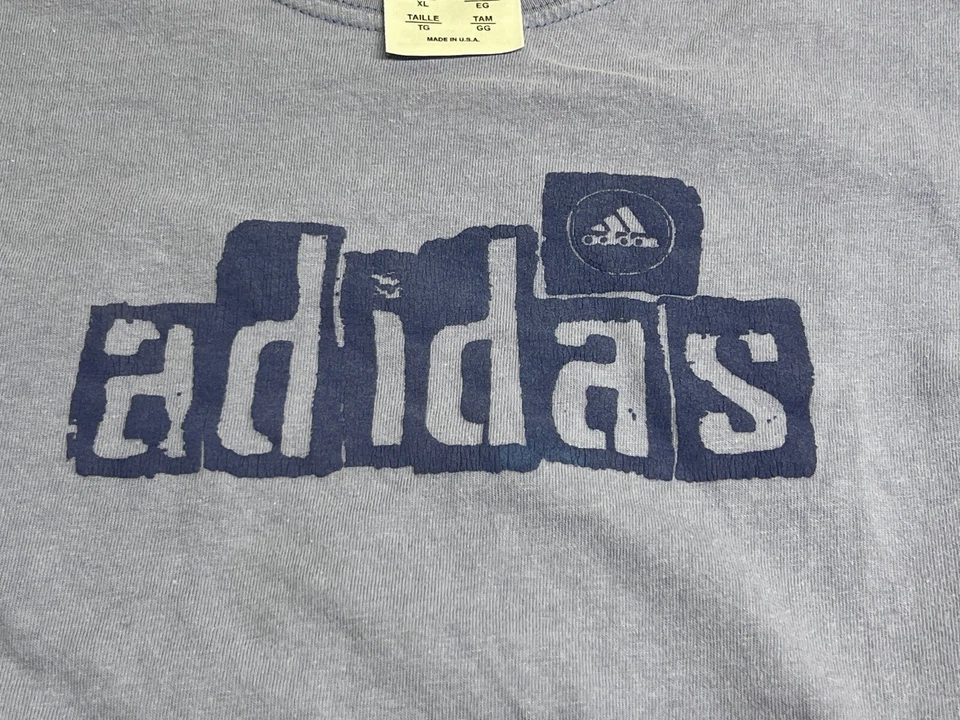 XL EG
TAILLE TAM
TG GG
MADE IN U.S.A.
adidas
adidas